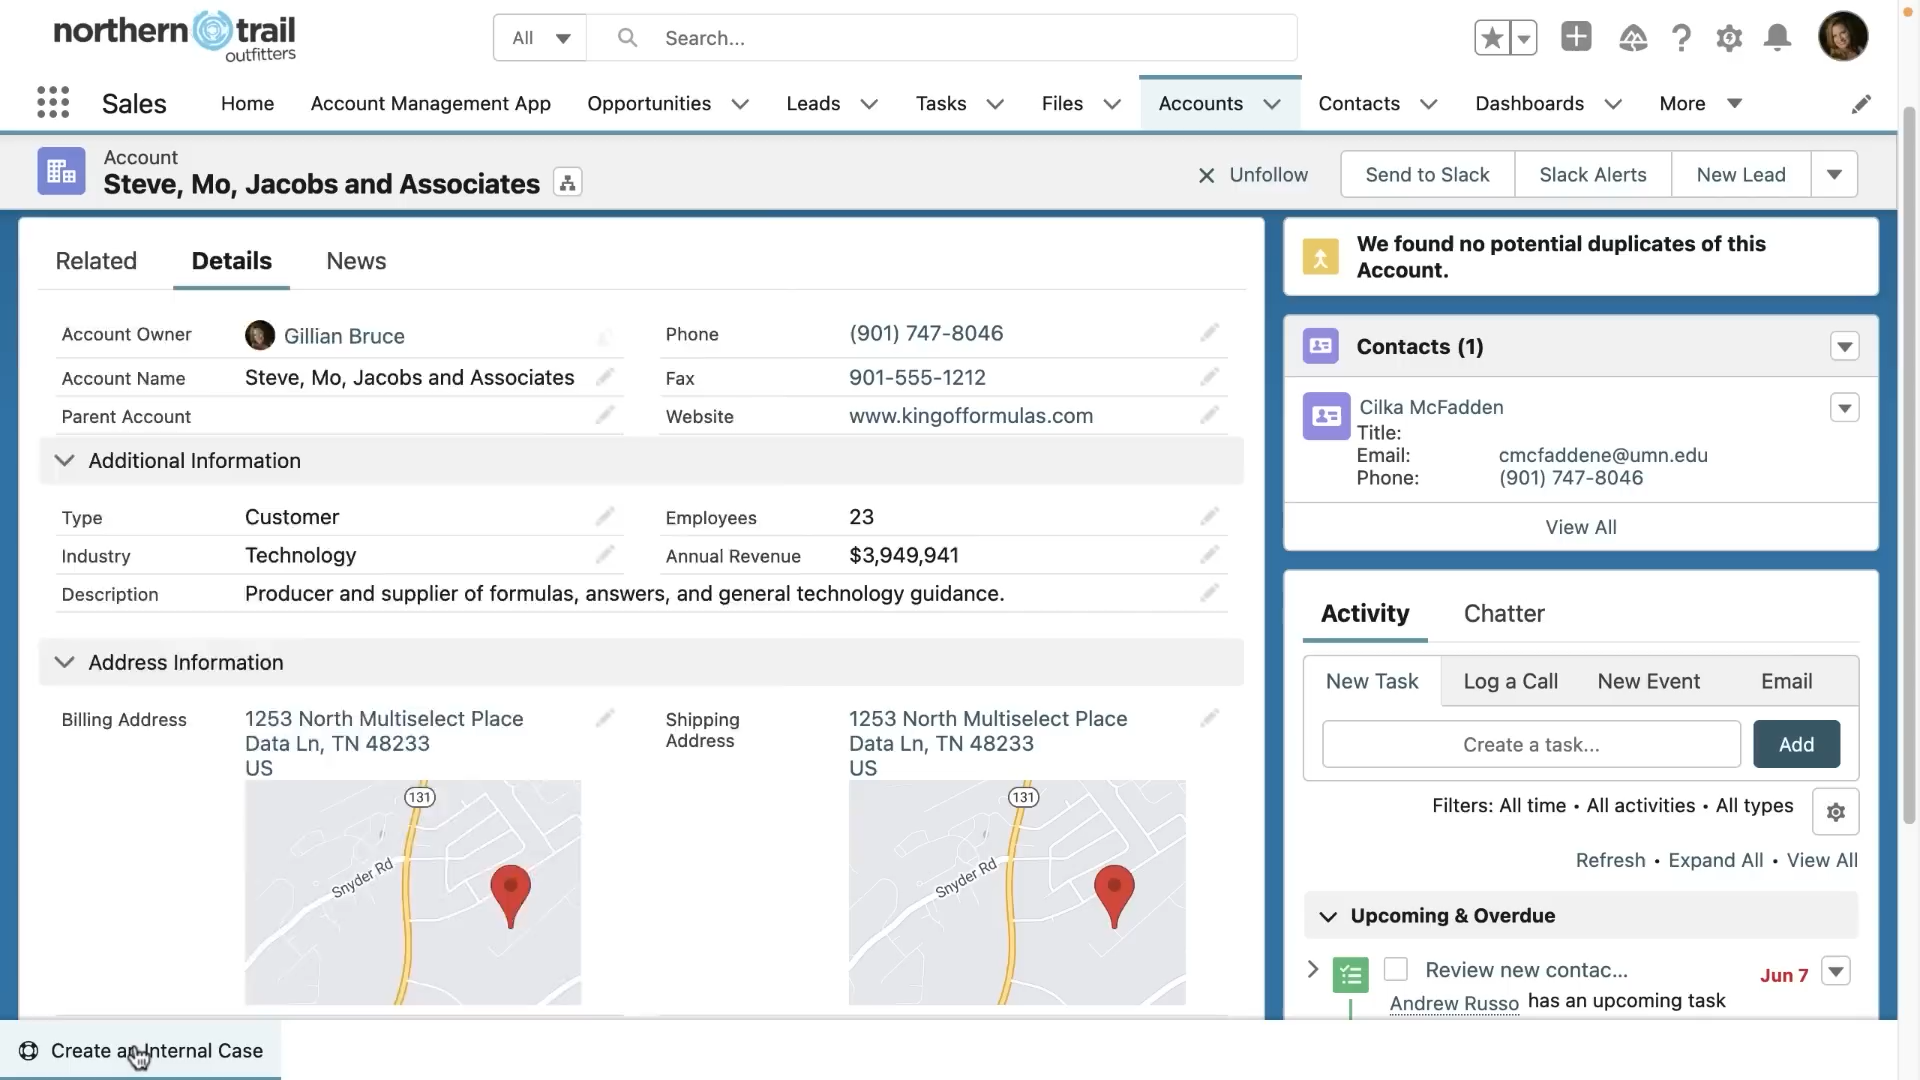 northern trail
outfitters
All
Search...
Sales
Home
Account Management App
Opportunities
Leads
Tasks
Files
Accounts
Contacts
Dashboards
More
Account
Steve, Mo, Jacobs and Associates
Unfollow
Send to Slack
Slack Alerts
New Lead
Related
Details
News
Account Owner
Gillian Bruce
Phone
(901) 747-8046
Account Name
Steve, Mo, Jacobs and Associates
Fax
901-555-1212
Parent Account
Website
www.kingofformulas.com
Additional Information
Type
Customer
Employees
23
Industry
Technology
Annual Revenue
$3,949,941
Description
Producer and supplier of formulas, answers, and general technology guidance.
Address Information
Billing Address
1253 North Multiselect Place
Data Ln, TN 48233
US
131
Snyder Rd
Shipping
Address
1253 North Multiselect Place
Data Ln, TN 48233
US
131
Snyder Rd
We found no potential duplicates of this
Account.
Contacts (1)
Cilka McFadden
Title:
Email:
cmcfaddene@umn.edu
Phone:
(901) 747-8046
View All
Activity
Chatter
New Task
Log a Call
New Event
Email
Create a task...
Add
Filters: All time • All activities • All types
Refresh • Expand All • View All
Upcoming & Overdue
Review new contac...
Jun 7
Andrew Russo has an upcoming task
Create an Internal Case